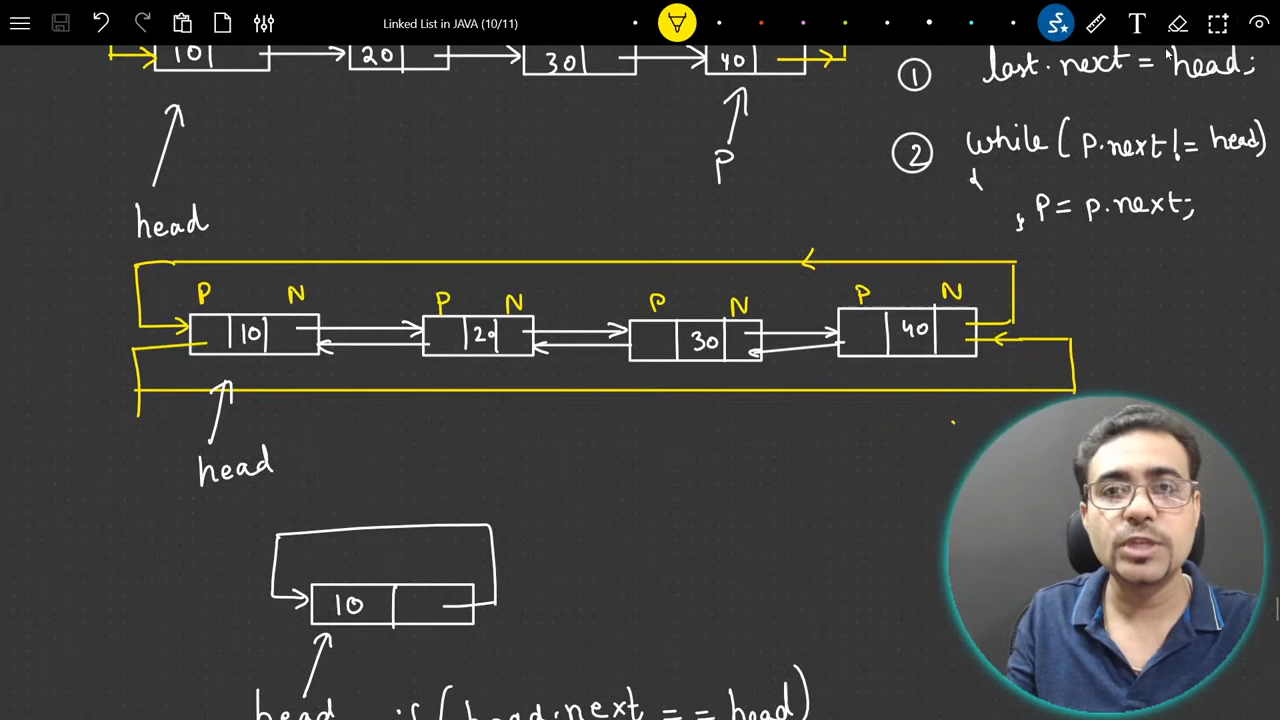 Linked List in JAVA (10/11)
T
10 20 30 40
① last.next = head;
P
② while (p.next != head)
{
} P = p.next;
head
P N P N P N P N
10 20 30 40
head
10
head if (head.next == head)